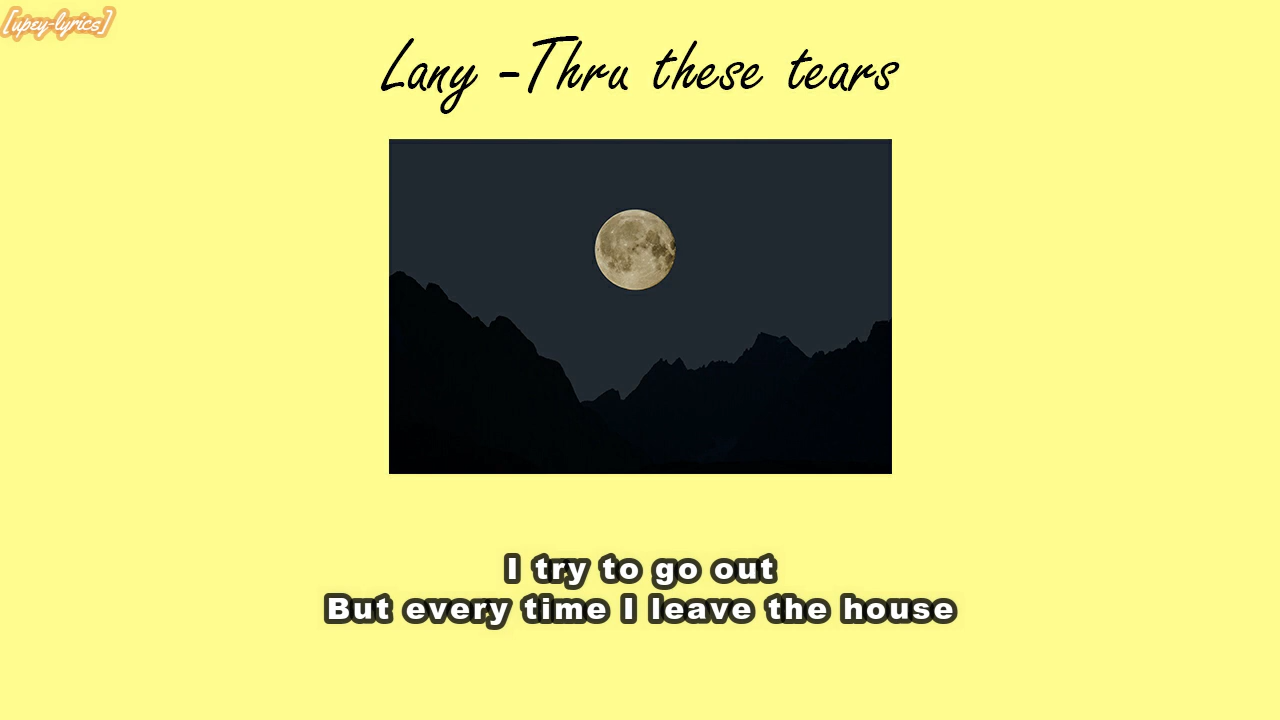 [upey-lyrics]
Lany -Thru these tears
I try to go out
But every time I leave the house